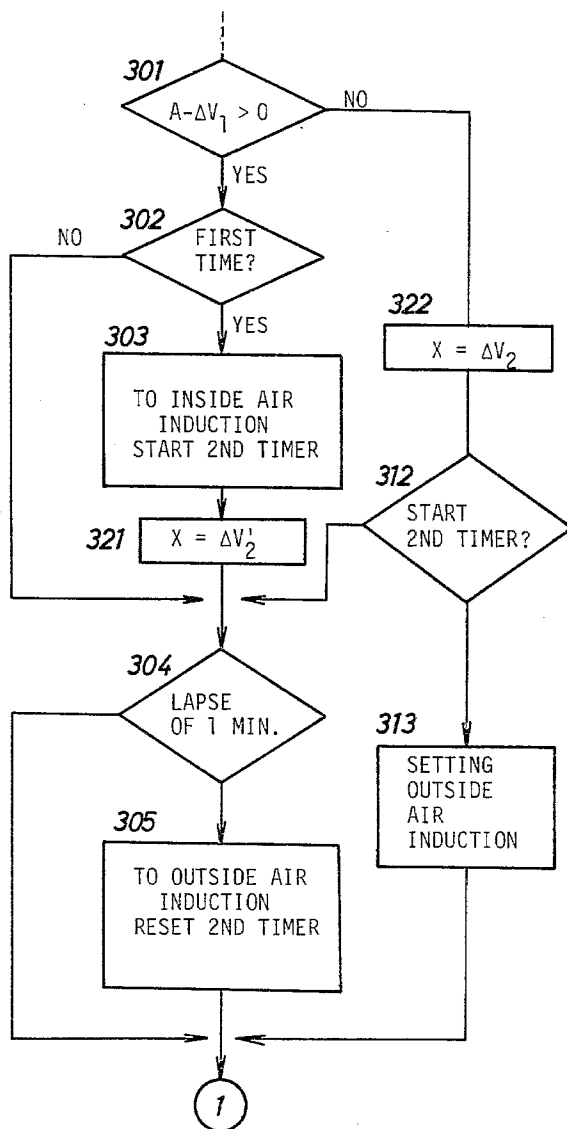 301
A-ΔV1 > 0
NO
YES
302
NO
FIRST
TIME?
YES
303
322
X = ΔV2
TO INSIDE AIR
INDUCTION
START 2ND TIMER
312
START
2ND TIMER?
321
X = ΔV2'
304
LAPSE
OF 1 MIN.
313
SETTING
OUTSIDE
AIR
INDUCTION
305
TO OUTSIDE AIR
INDUCTION
RESET 2ND TIMER
1